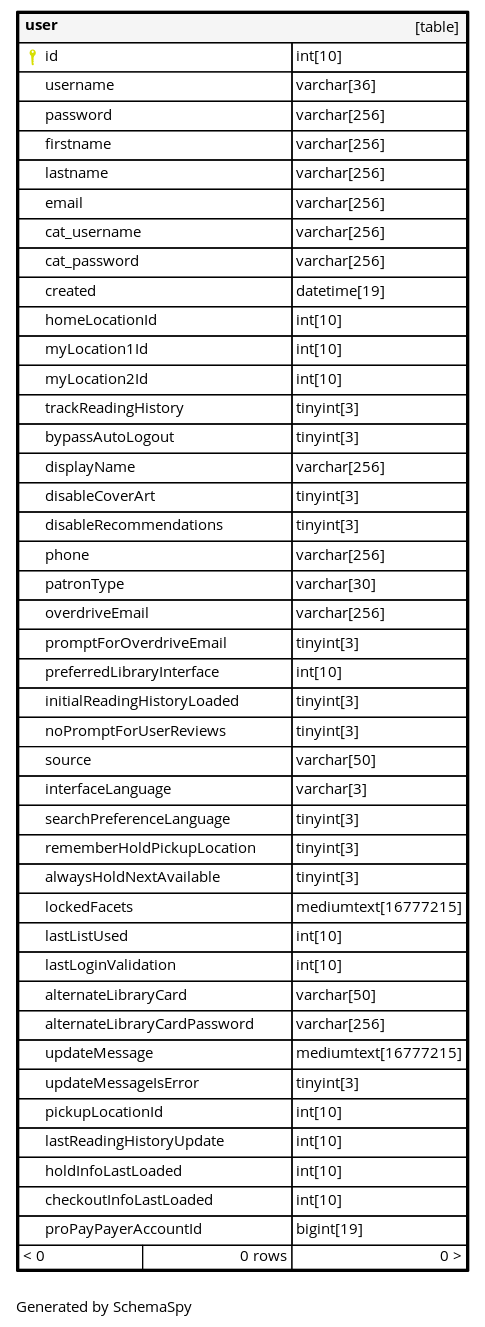 user [table]
id int[10]
username varchar[36]
password varchar[256]
firstname varchar[256]
lastname varchar[256]
email varchar[256]
cat_username varchar[256]
cat_password varchar[256]
created datetime[19]
homeLocationId int[10]
myLocation1Id int[10]
myLocation2Id int[10]
trackReadingHistory tinyint[3]
bypassAutoLogout tinyint[3]
displayName varchar[256]
disableCoverArt tinyint[3]
disableRecommendations tinyint[3]
phone varchar[256]
patronType varchar[30]
overdriveEmail varchar[256]
promptForOverdriveEmail tinyint[3]
preferredLibraryInterface int[10]
initialReadingHistoryLoaded tinyint[3]
noPromptForUserReviews tinyint[3]
source varchar[50]
interfaceLanguage varchar[3]
searchPreferenceLanguage tinyint[3]
rememberHoldPickupLocation tinyint[3]
alwaysHoldNextAvailable tinyint[3]
lockedFacets mediumtext[16777215]
lastListUsed int[10]
lastLoginValidation int[10]
alternateLibraryCard varchar[50]
alternateLibraryCardPassword varchar[256]
updateMessage mediumtext[16777215]
updateMessageIsError tinyint[3]
pickupLocationId int[10]
lastReadingHistoryUpdate int[10]
holdInfoLastLoaded int[10]
checkoutInfoLastLoaded int[10]
proPayPayerAccountId bigint[19]
< 0 0 rows 0 >
Generated by SchemaSpy